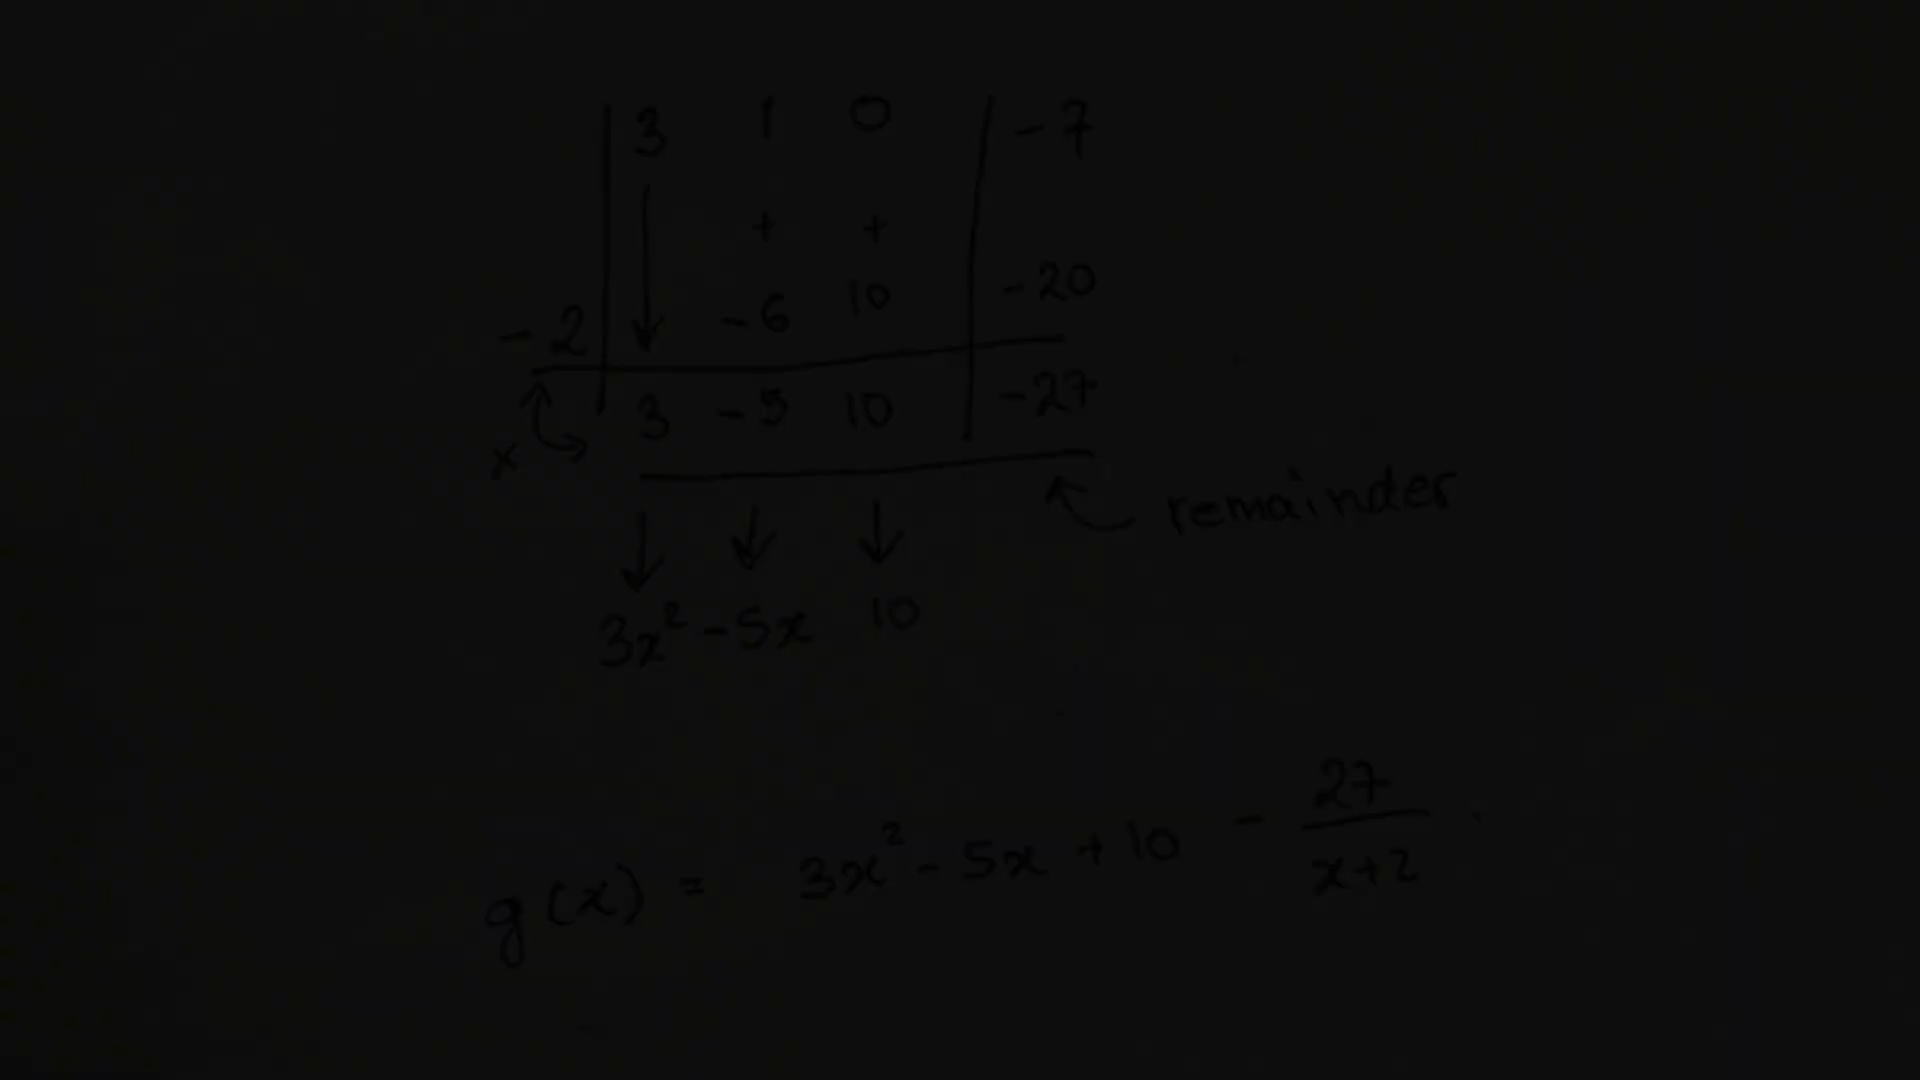 3 1 0 -7
+ +
-2 -6 10 -20
3 -5 10 -27
x
remainder
3x² -5x 10
g(x) = 3x² - 5x + 10 - 27/(x+2)